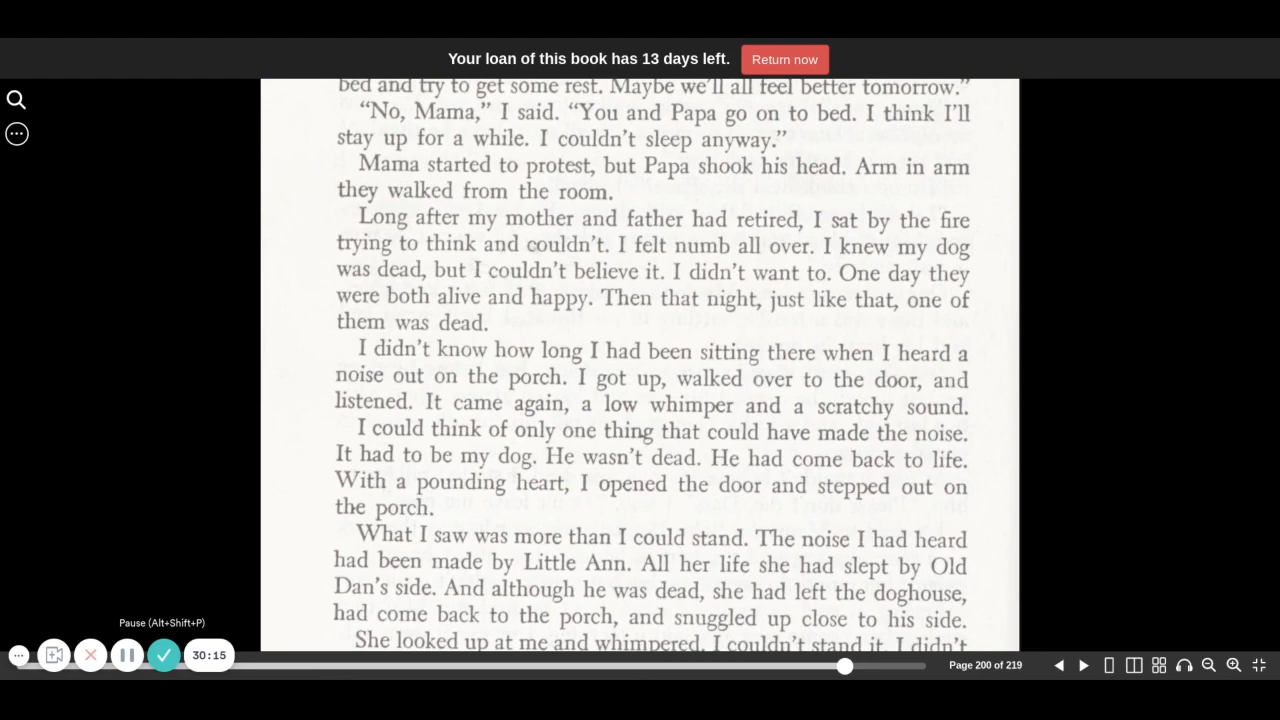 Your loan of this book has 13 days left. Return now
bed and try to get some rest. Maybe we'll all feel better tomorrow."
"No, Mama," I said. "You and Papa go on to bed. I think I'll
stay up for a while. I couldn't sleep anyway."
Mama started to protest, but Papa shook his head. Arm in arm
they walked from the room.
Long after my mother and father had retired, I sat by the fire
trying to think and couldn't. I felt numb all over. I knew my dog
was dead, but I couldn't believe it. I didn't want to. One day they
were both alive and happy. Then that night, just like that, one of
them was dead.
I didn't know how long I had been sitting there when I heard a
noise out on the porch. I got up, walked over to the door, and
listened. It came again, a low whimper and a scratchy sound.
I could think of only one thing that could have made the noise.
It had to be my dog. He wasn't dead. He had come back to life.
With a pounding heart, I opened the door and stepped out on
the porch.
What I saw was more than I could stand. The noise I had heard
had been made by Little Ann. All her life she had slept by Old
Dan's side. And although he was dead, she had left the doghouse,
had come back to the porch, and snuggled up close to his side.
She looked up at me and whimpered. I couldn't stand it. I didn't
Pause (Alt+Shift+P)
30:15
Page 200 of 219